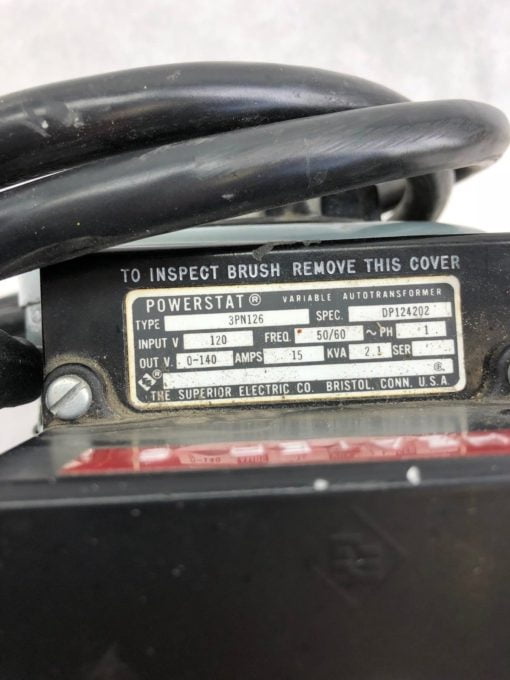 TO INSPECT BRUSH REMOVE THIS COVER
POWERSTAT® VARIABLE AUTOTRANSFORMER
TYPE 3PN126 SPEC. DP124202
INPUT V 120 FREQ. 50/60 ~ PH 1
OUT V. 0-140 AMPS 15 KVA 2.1 SER
THE SUPERIOR ELECTRIC CO. BRISTOL. CONN. U.S.A.